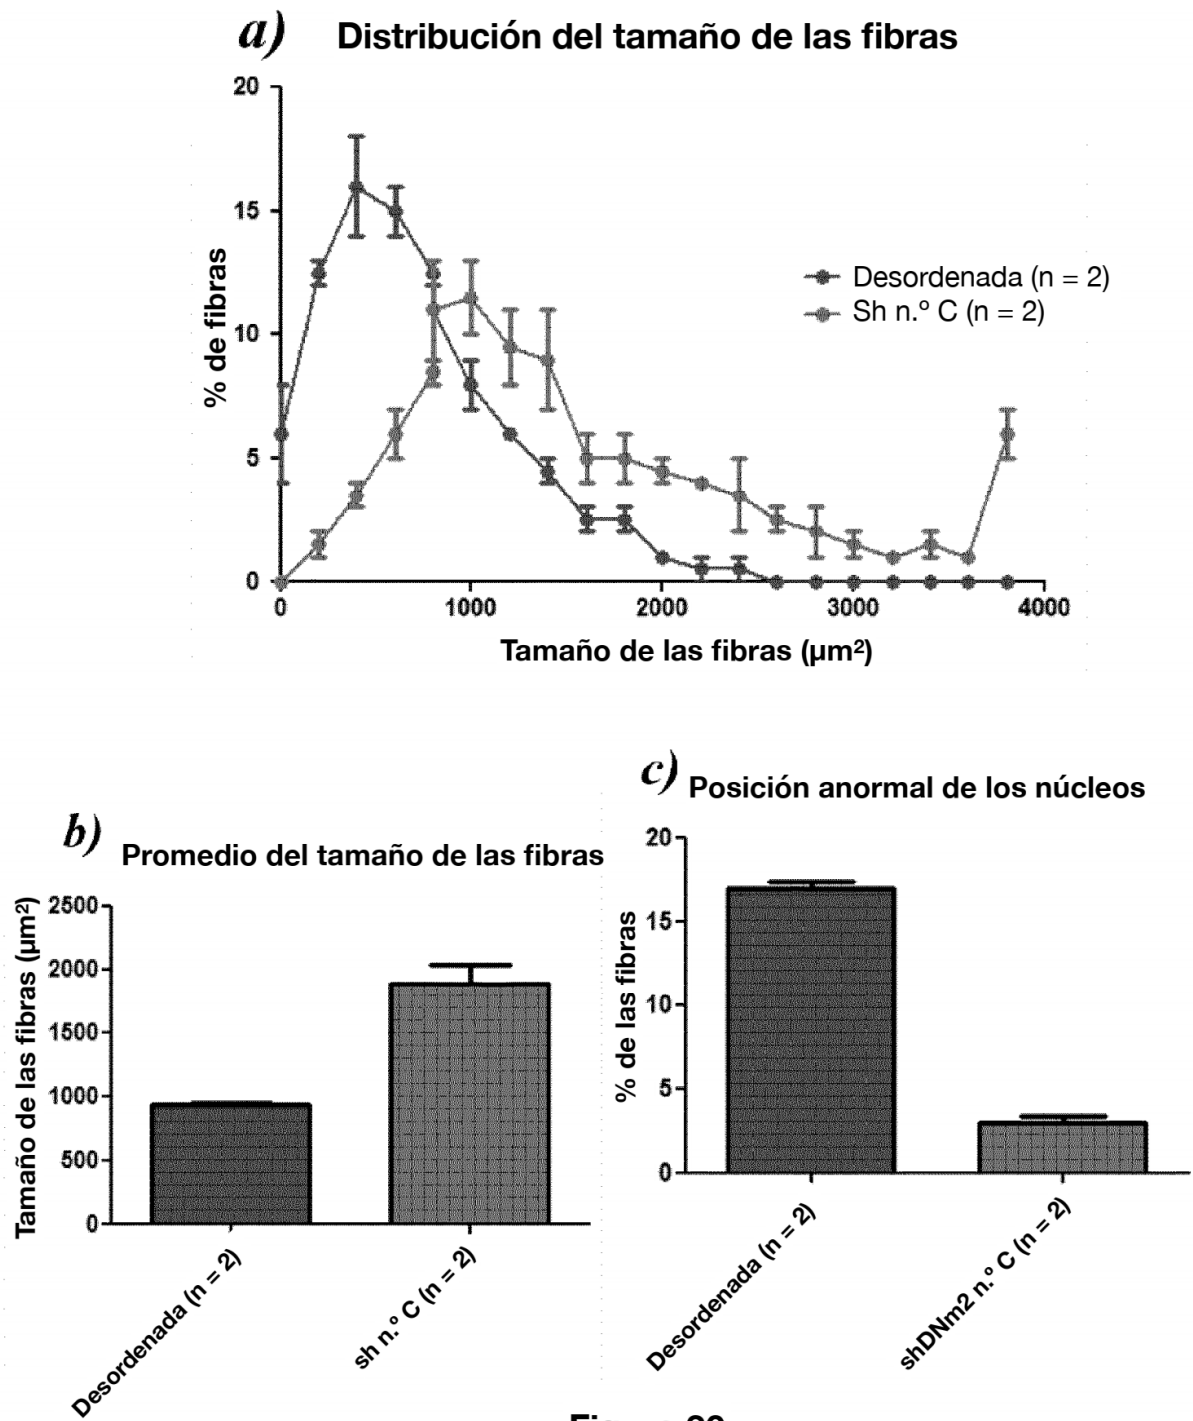 a) Distribución del tamaño de las fibras
20
15
10
5
0
% de fibras
Desordenada (n = 2)
Sh n.º C (n = 2)
0 1000 2000 3000 4000
Tamaño de las fibras (µm²)
b) Promedio del tamaño de las fibras
2500
2000
1500
1000
500
0
Tamaño de las fibras (µm²)
Desordenada (n = 2)
sh n.º C (n = 2)
c) Posición anormal de los núcleos
20
15
10
5
0
% de las fibras
Desordenada (n = 2)
shDNm2 n.º C (n = 2)